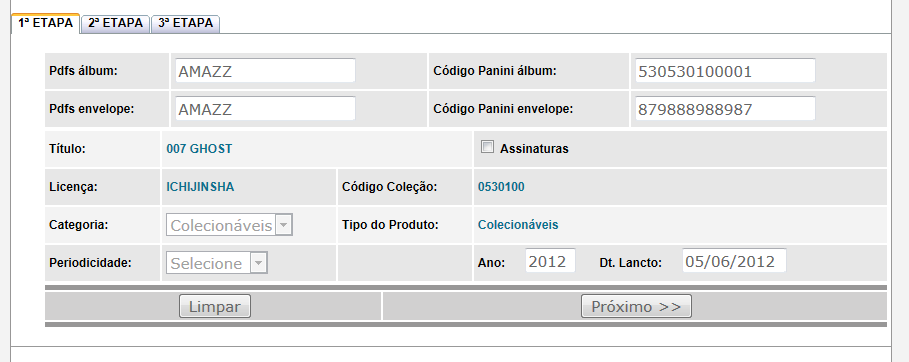 1ª ETAPA 2ª ETAPA 3ª ETAPA
Pdfs álbum: AMAZZ Código Panini álbum: 530530100001
Pdfs envelope: AMAZZ Código Panini envelope: 879888988987
Título: 007 GHOST Assinaturas
Licença: ICHIJINSHA Código Coleção: 0530100
Categoria: Colecionáveis Tipo do Produto: Colecionáveis
Periodicidade: Selecione Ano: 2012 Dt. Lancto: 05/06/2012
Limpar Próximo >>